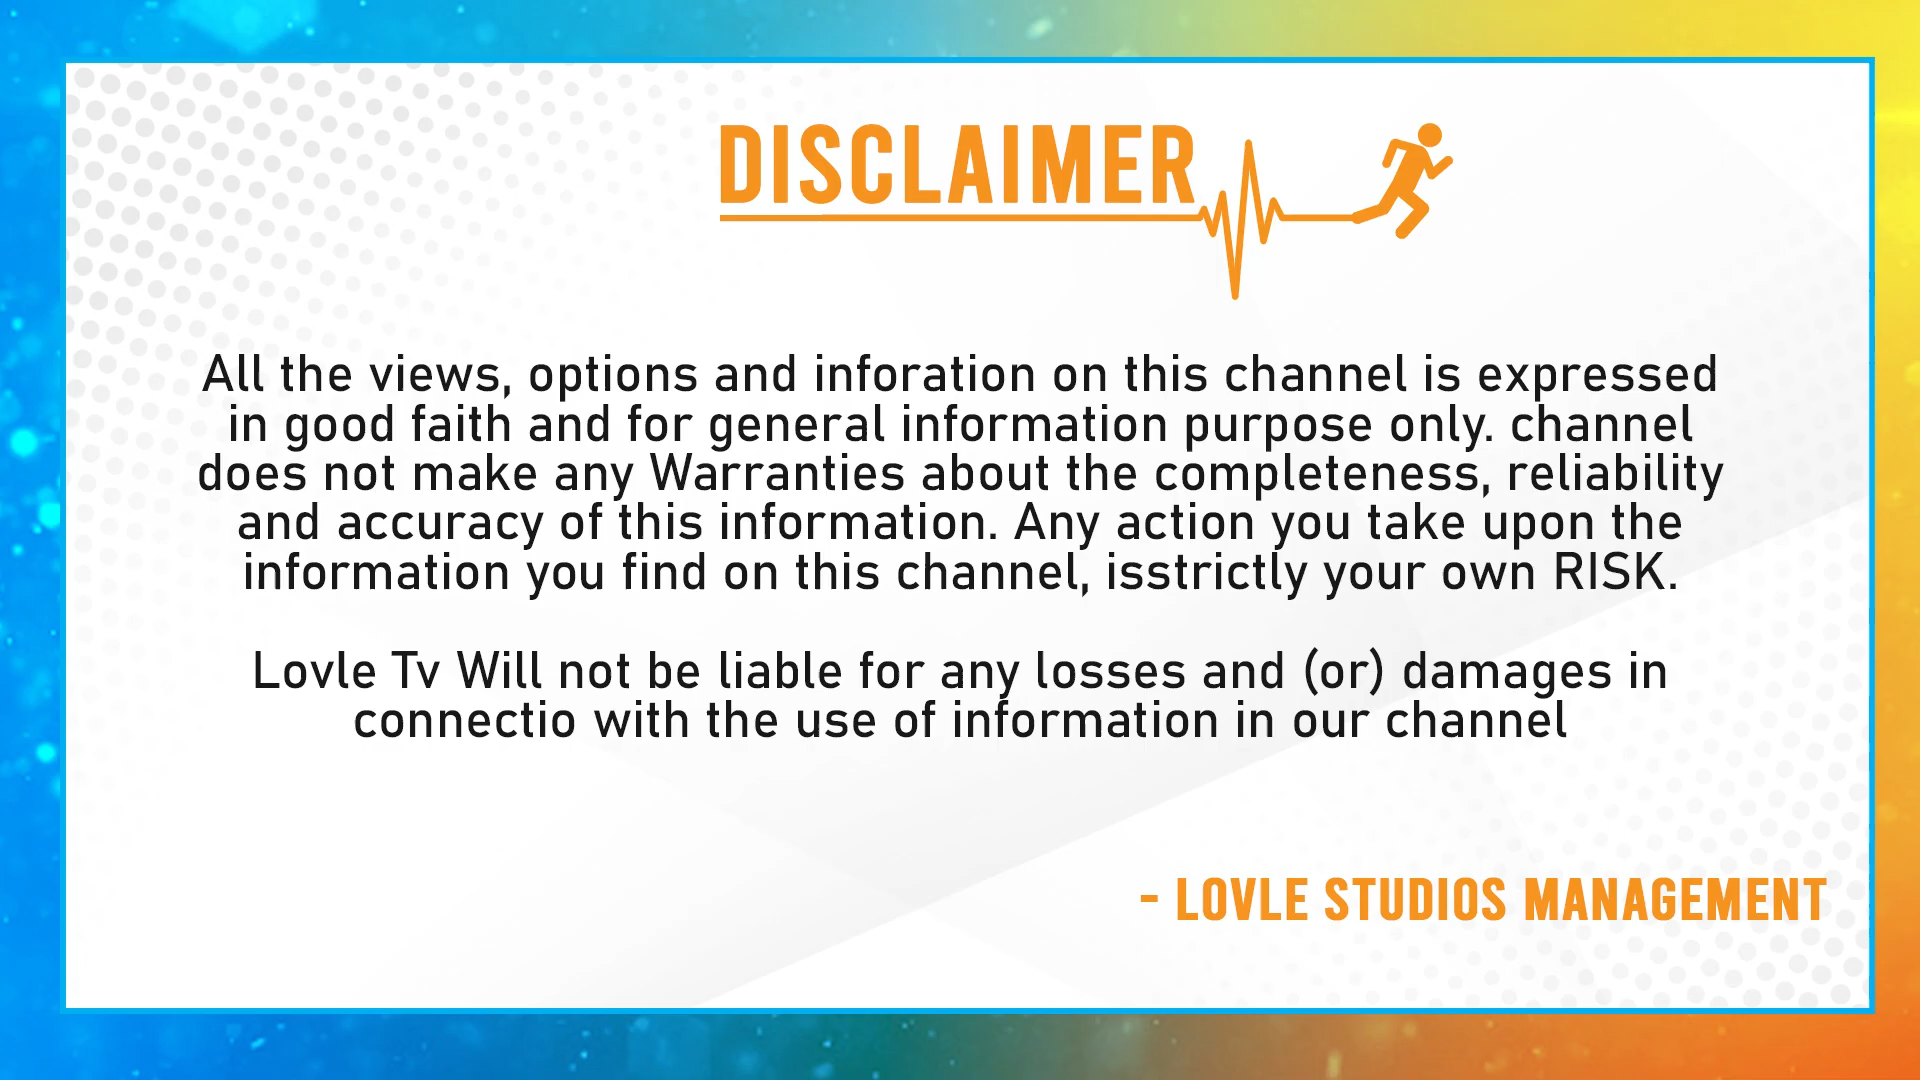 DISCLAIMER
All the views, options and inforation on this channel is expressed
in good faith and for general information purpose only. channel
does not make any Warranties about the completeness, reliability
and accuracy of this information. Any action you take upon the
information you find on this channel, isstrictly your own RISK.
Lovle Tv Will not be liable for any losses and (or) damages in
connectio with the use of information in our channel
- LOVLE STUDIOS MANAGEMENT